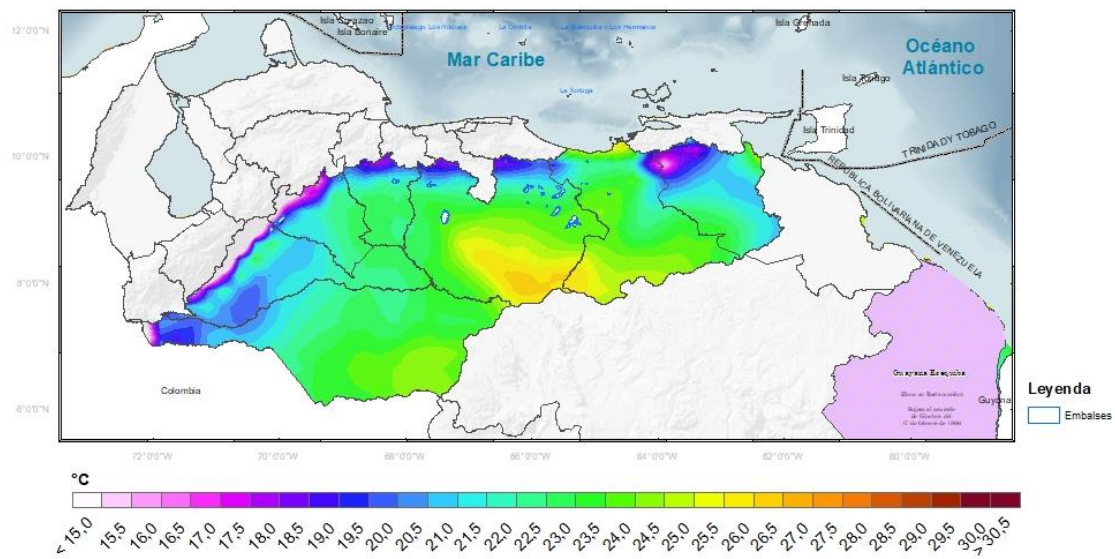 12°0'0"N
10°0'0"N
8°0'0"N
6°0'0"N
Isla Curazao
Isla Bonaire
La Orchila
Isla Grenada
Mar Caribe
Océano
Atlántico
La Tortuga
Isla Tobago
Isla Trinidad
TRINIDAD Y TOBAGO
REPÚBLICA BOLIVARIANA DE VENEZUELA
Colombia
Guayana Esequiba
Guyana
Leyenda
Embalses
72°0'0"W 70°0'0"W 68°0'0"W 66°0'0"W 64°0'0"W 62°0'0"W 60°0'0"W
°C
< 15,0 15,5 16,0 16,5 17,0 17,5 18,0 18,5 19,0 19,5 20,0 20,5 21,0 21,5 22,0 22,5 23,0 23,5 24,0 24,5 25,0 25,5 26,0 26,5 27,0 27,5 28,0 28,5 29,0 29,5 30,0 > 30,5